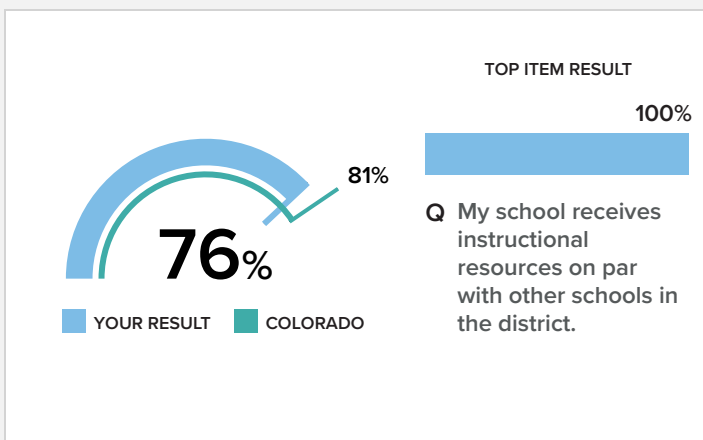 TOP ITEM RESULT
100%
81%
76%
YOUR RESULT
COLORADO
Q My school receives
instructional
resources on par
with other schools in
the district.